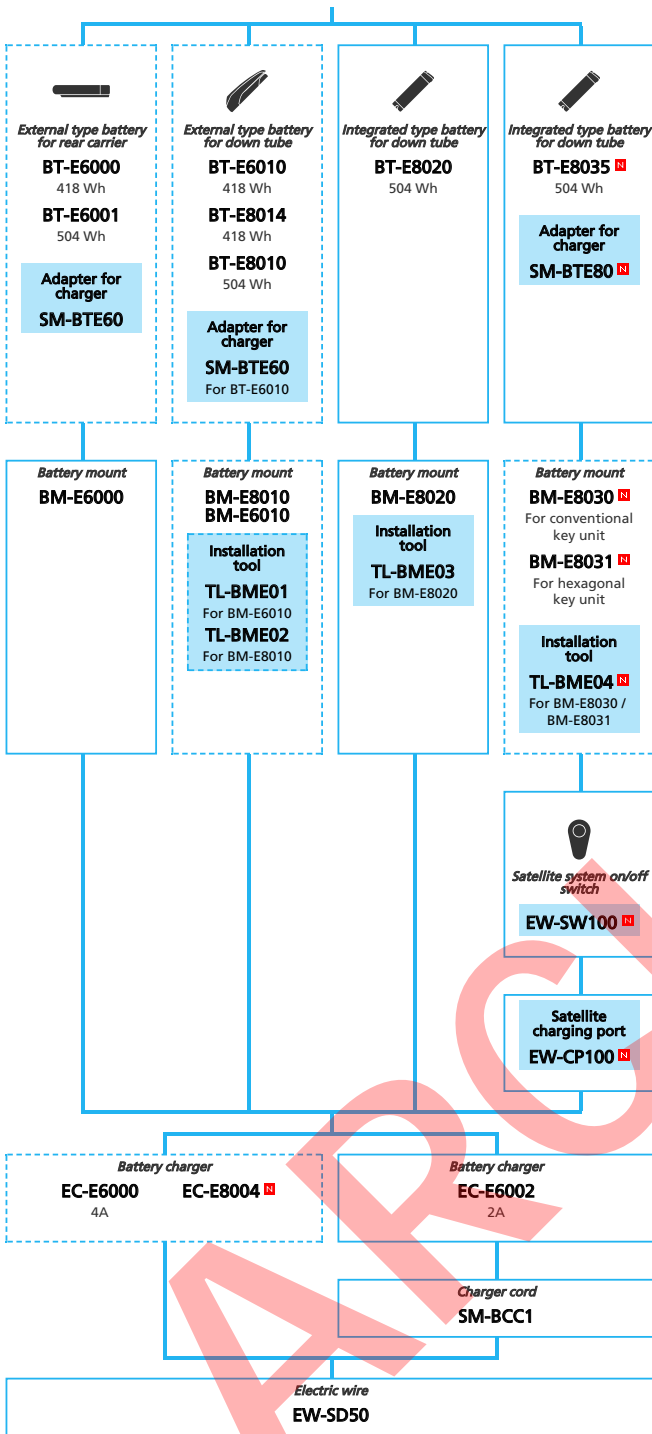 External type battery
for rear carrier
BT-E6000
418 Wh
BT-E6001
504 Wh
Adapter for
charger
SM-BTE60
External type battery
for down tube
BT-E6010
418 Wh
BT-E8014
418 Wh
BT-E8010
504 Wh
Adapter for
charger
SM-BTE60
For BT-E6010
Integrated type battery
for down tube
BT-E8020
504 Wh
Integrated type battery
for down tube
BT-E8035 N
504 Wh
Adapter for
charger
SM-BTE80 N
Battery mount
BM-E6000
Battery mount
BM-E8010
BM-E6010
Installation
tool
TL-BME01
For BM-E6010
TL-BME02
For BM-E8010
Battery mount
BM-E8020
Installation
tool
TL-BME03
For BM-E8020
Battery mount
BM-E8030 N
For conventional
key unit
BM-E8031 N
For hexagonal
key unit
Installation
tool
TL-BME04 N
For BM-E8030 /
BM-E8031
Satellite system on/off
switch
EW-SW100 N
Satellite
charging port
EW-CP100 N
Battery charger
EC-E6000 EC-E8004 N
4A
Battery charger
EC-E6002
2A
Charger cord
SM-BCC1
Electric wire
EW-SD50
ARC